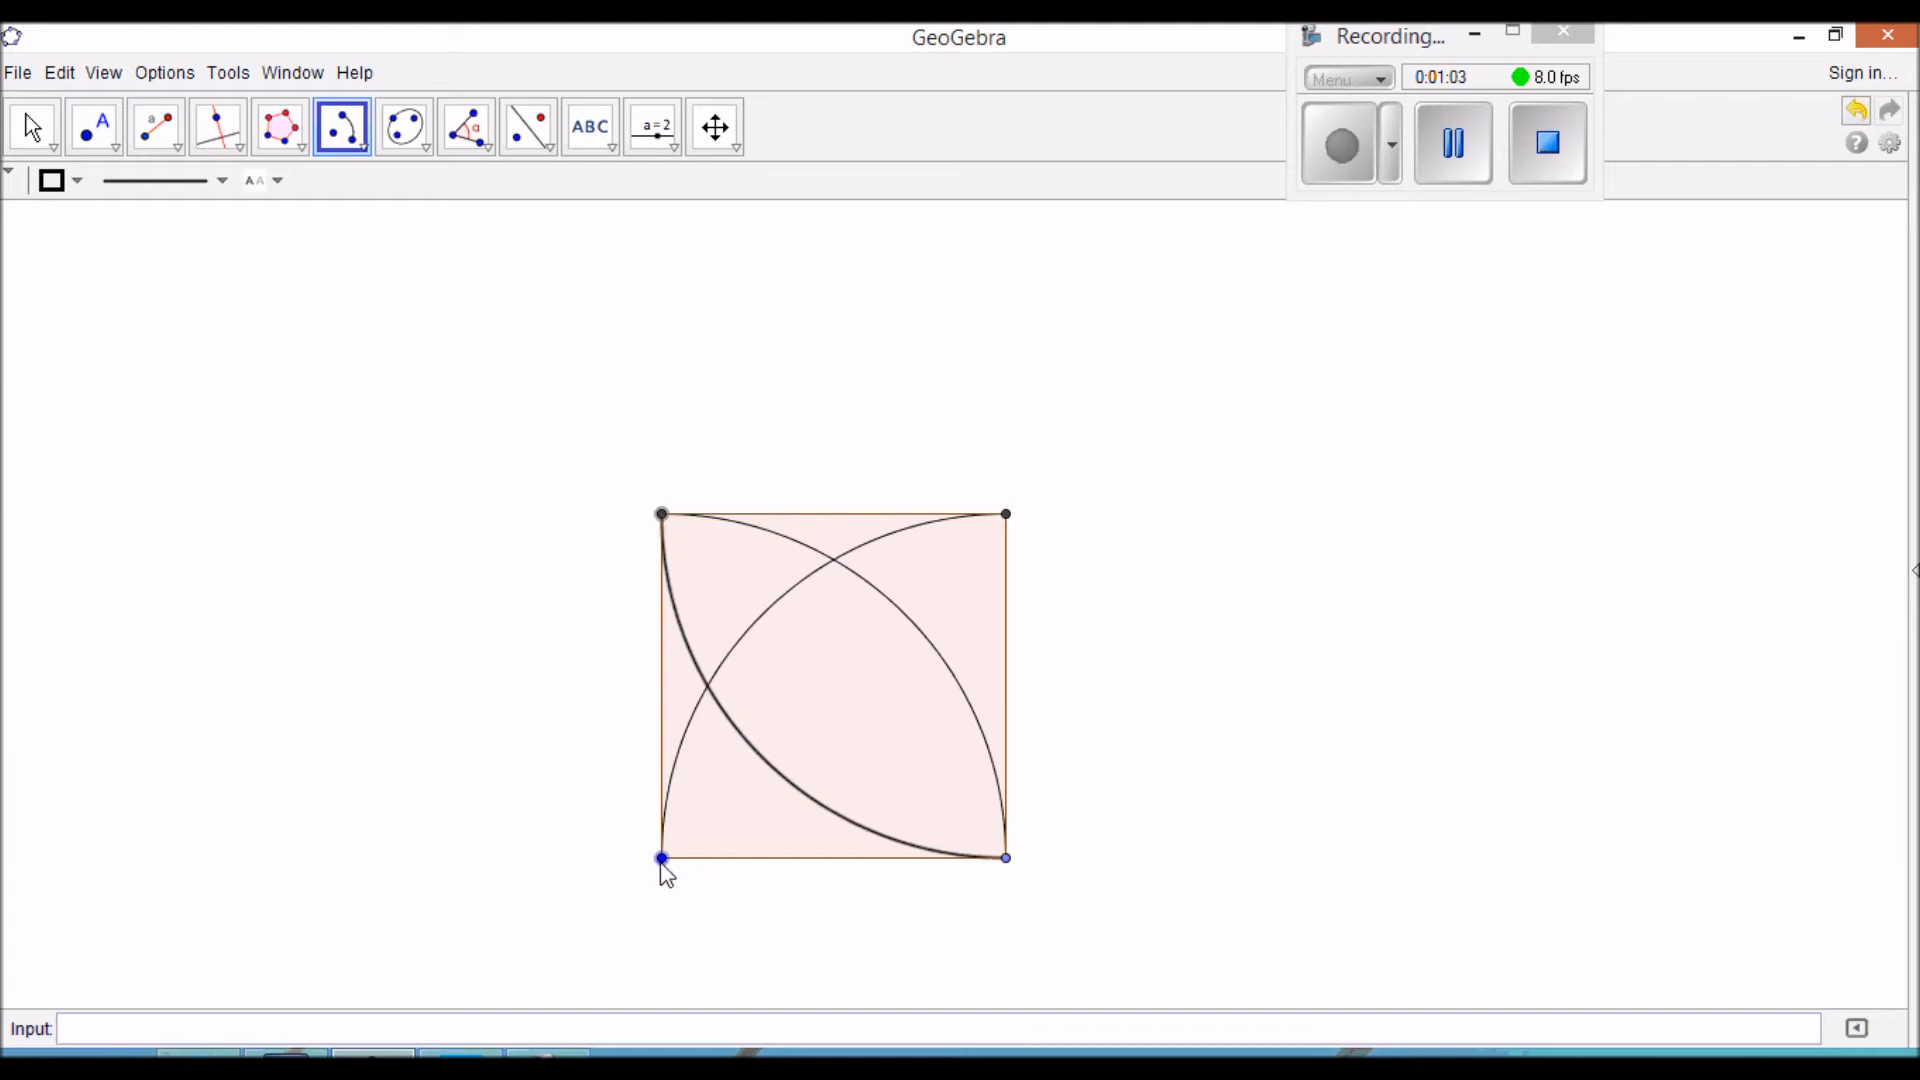 GeoGebra
Recording...
File Edit View Options Tools Window Help
Menu 0:01:03 8.0 fps
Sign in...
A
a
α
ABC
a=2
A A
Input: